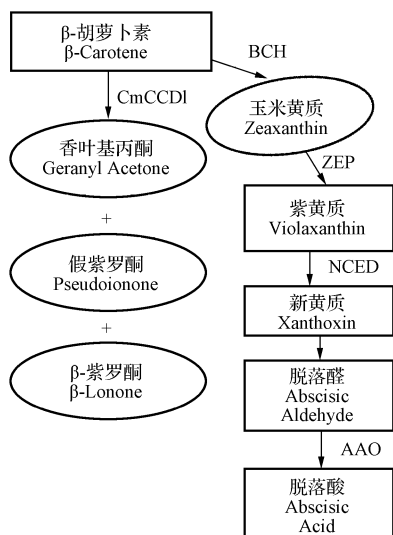 β-胡萝卜素
β-Carotene
BCH
CmCCDl
玉米黄质
Zeaxanthin
香叶基丙酮
Geranyl Acetone
ZEP
+
紫黄质
Violaxanthin
假紫罗酮
Pseudoionone
NCED
新黄质
Xanthoxin
+
β-紫罗酮
β-Lonone
脱落醛
Abscisic
Aldehyde
AAO
脱落酸
Abscisic
Acid